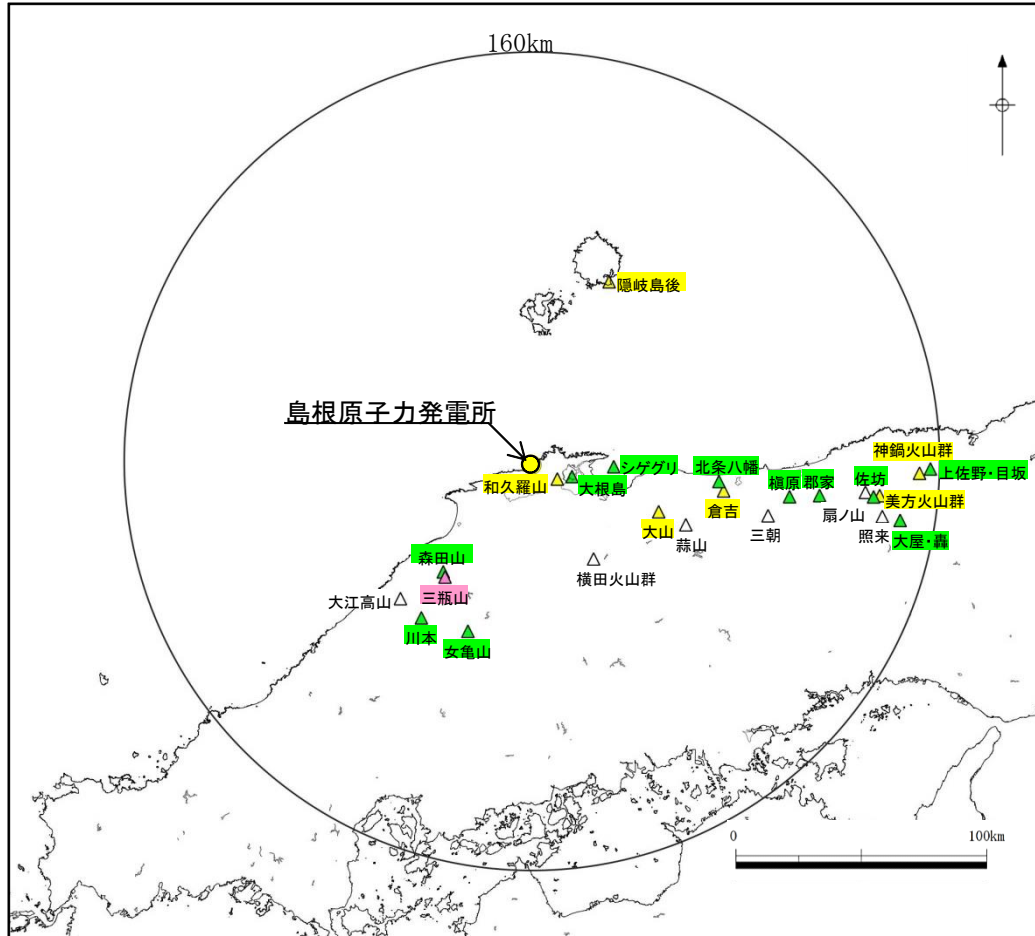 160km
隠岐島後
島根原子力発電所
神鍋火山群
シゲグリ
北条八幡
上佐野・目坂
和久羅山
大根島
槇原
郡家
佐坊
倉吉
美方火山群
大山
扇ノ山
蒜山
三朝
照来
大屋・轟
森田山
横田火山群
三瓶山
大江高山
川本
女亀山
0
100km